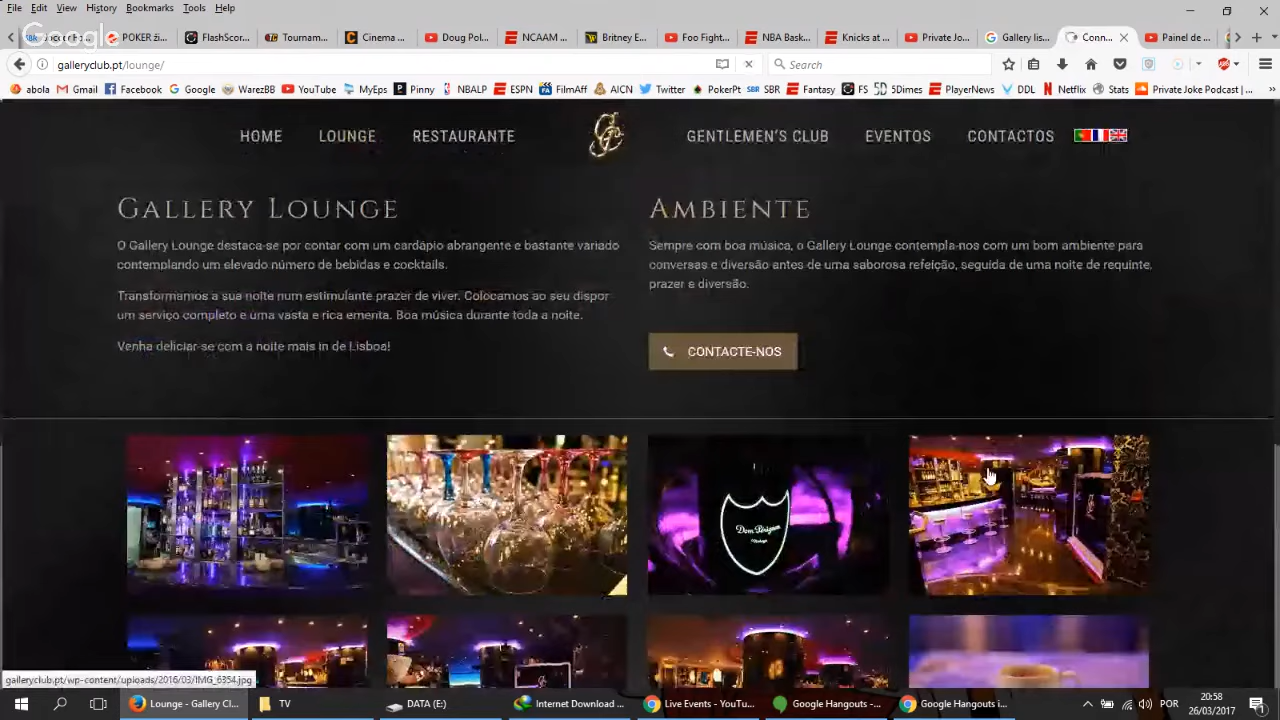 File Edit View History Bookmarks Tools Help
POKER ži... FlashScor... Tournam... Cinema ... Doug Pol... NCAAM ... Britney E... Foo Fight... NBA Bask... Knicks at ... Private Jo... Gallery lis... Conn... Painel de ...
galleryclub.pt/lounge/ Search
abola Gmail Facebook Google WarezBB YouTube MyEps Pinny NBALP ESPN FilmAff AICN Twitter PokerPt SBR SBR Fantasy FS 5Dimes PlayerNews DDL Netflix Stats Private Joke Podcast | ... »
HOME LOUNGE RESTAURANTE GENTLEMEN'S CLUB EVENTOS CONTACTOS
GALLERY LOUNGE
O Gallery Lounge destaca-se por contar com um cardápio abrangente e bastante variado
contemplando um elevado número de bebidas e cocktails.
Transformamos a sua noite num estimulante prazer de viver. Colocamos ao seu dispor
um serviço completo e uma vasta e rica ementa. Boa música durante toda a noite.
Venha deliciar-se com a noite mais in de Lisboa!
AMBIENTE
Sempre com boa música, o Gallery Lounge contempla-nos com um bom ambiente para
conversas e diversão antes de uma saborosa refeição, seguida de uma noite de requinte,
prazer e diversão.
CONTACTE-NOS
Dom Pérignon
galleryclub.pt/wp-content/uploads/2016/03/IMG_6354.jpg
Lounge - Gallery Cl... TV DATA (E:) Internet Download ... Live Events - YouTu... Google Hangouts -... Google Hangouts i... POR 20:58
26/03/2017